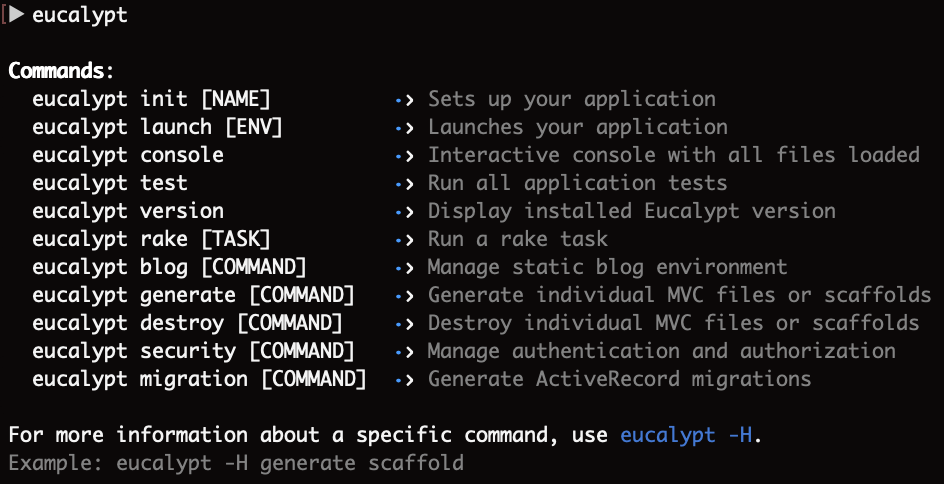 [▶ eucalypt
Commands:
eucalypt init [NAME] ·› Sets up your application
eucalypt launch [ENV] ·› Launches your application
eucalypt console ·› Interactive console with all files loaded
eucalypt test ·› Run all application tests
eucalypt version ·› Display installed Eucalypt version
eucalypt rake [TASK] ·› Run a rake task
eucalypt blog [COMMAND] ·› Manage static blog environment
eucalypt generate [COMMAND] ·› Generate individual MVC files or scaffolds
eucalypt destroy [COMMAND] ·› Destroy individual MVC files or scaffolds
eucalypt security [COMMAND] ·› Manage authentication and authorization
eucalypt migration [COMMAND] ·› Generate ActiveRecord migrations
For more information about a specific command, use eucalypt -H.
Example: eucalypt -H generate scaffold